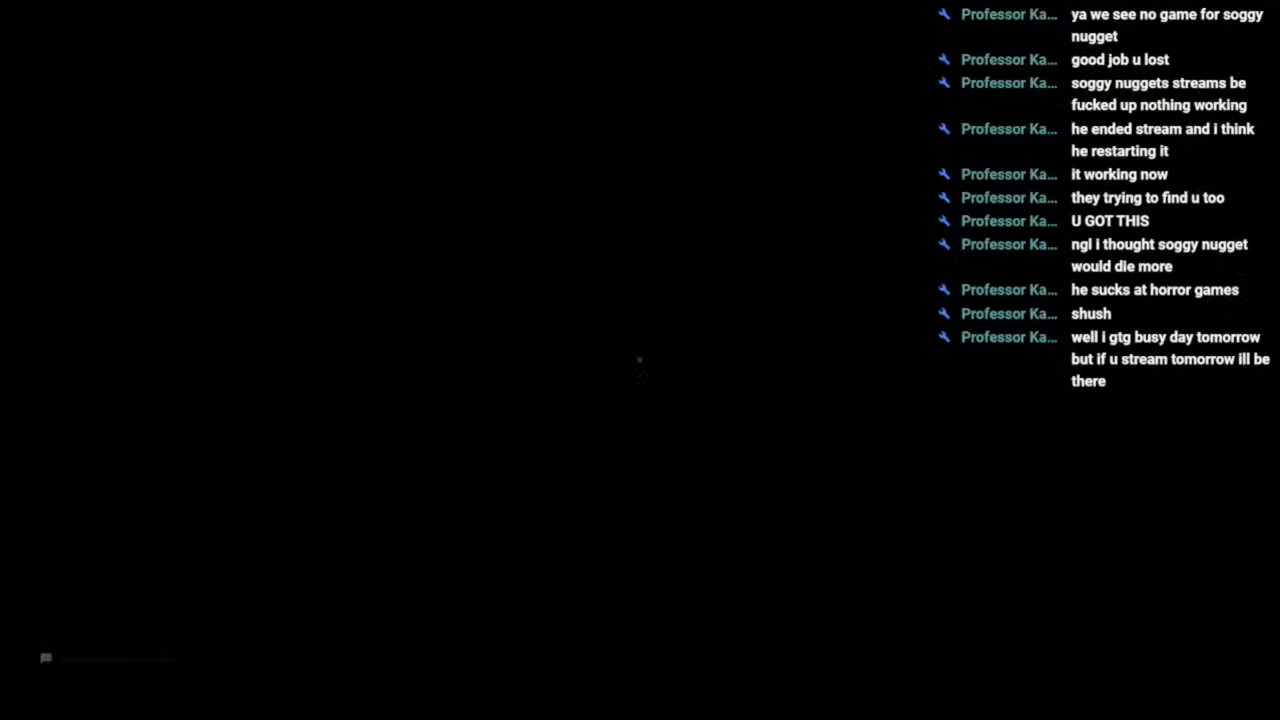 Professor Ka... ya we see no game for soggy
nugget
Professor Ka... good job u lost
Professor Ka... soggy nuggets streams be
fucked up nothing working
Professor Ka... he ended stream and i think
he restarting it
Professor Ka... it working now
Professor Ka... they trying to find u too
Professor Ka... U GOT THIS
Professor Ka... ngl i thought soggy nugget
would die more
Professor Ka... he sucks at horror games
Professor Ka... shush
Professor Ka... well i gtg busy day tomorrow
but if u stream tomorrow ill be
there